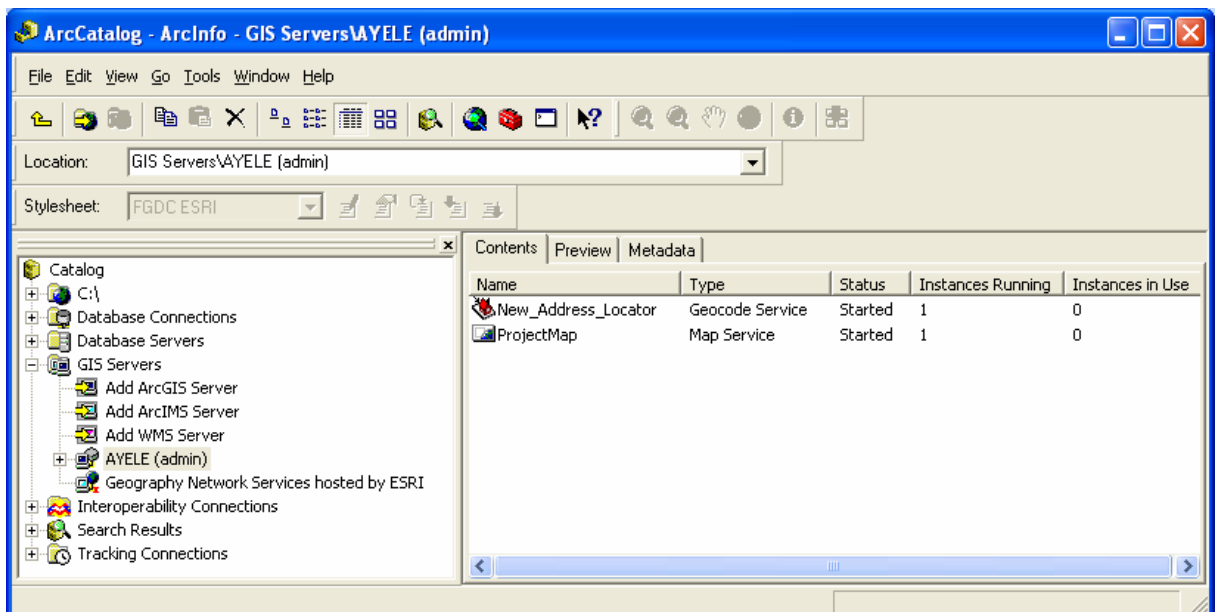 ArcCatalog - ArcInfo - GIS Servers\AYELE (admin)
File Edit View Go Tools Window Help
Location: GIS Servers\AYELE (admin)
Stylesheet: FGDC ESRI
Catalog
C:\
Database Connections
Database Servers
GIS Servers
Add ArcGIS Server
Add ArcIMS Server
Add WMS Server
AYELE (admin)
Geography Network Services hosted by ESRI
Interoperability Connections
Search Results
Tracking Connections
Contents Preview Metadata
Name Type Status Instances Running Instances in Use
New_Address_Locator Geocode Service Started 1 0
ProjectMap Map Service Started 1 0